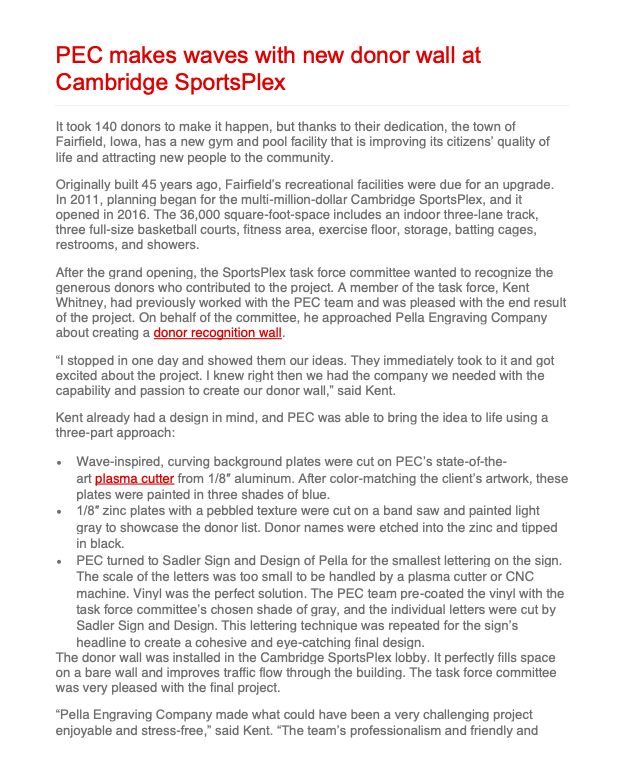 PEC makes waves with new donor wall at
Cambridge SportsPlex
It took 140 donors to make it happen, but thanks to their dedication, the town of
Fairfield, Iowa, has a new gym and pool facility that is improving its citizens’ quality of
life and attracting new people to the community.
Originally built 45 years ago, Fairfield’s recreational facilities were due for an upgrade.
In 2011, planning began for the multi-million-dollar Cambridge SportsPlex, and it
opened in 2016. The 36,000 square-foot-space includes an indoor three-lane track,
three full-size basketball courts, fitness area, exercise floor, storage, batting cages,
restrooms, and showers.
After the grand opening, the SportsPlex task force committee wanted to recognize the
generous donors who contributed to the project. A member of the task force, Kent
Whitney, had previously worked with the PEC team and was pleased with the end result
of the project. On behalf of the committee, he approached Pella Engraving Company
about creating a donor recognition wall.
“I stopped in one day and showed them our ideas. They immediately took to it and got
excited about the project. I knew right then we had the company we needed with the
capability and passion to create our donor wall,” said Kent.
Kent already had a design in mind, and PEC was able to bring the idea to life using a
three-part approach:
• Wave-inspired, curving background plates were cut on PEC’s state-of-the-
art plasma cutter from 1/8″ aluminum. After color-matching the client’s artwork, these
plates were painted in three shades of blue.
• 1/8″ zinc plates with a pebbled texture were cut on a band saw and painted light
gray to showcase the donor list. Donor names were etched into the zinc and tipped
in black.
• PEC turned to Sadler Sign and Design of Pella for the smallest lettering on the sign.
The scale of the letters was too small to be handled by a plasma cutter or CNC
machine. Vinyl was the perfect solution. The PEC team pre-coated the vinyl with the
task force committee’s chosen shade of gray, and the individual letters were cut by
Sadler Sign and Design. This lettering technique was repeated for the sign’s
headline to create a cohesive and eye-catching final design.
The donor wall was installed in the Cambridge SportsPlex lobby. It perfectly fills space
on a bare wall and improves traffic flow through the building. The task force committee
was very pleased with the final project.
“Pella Engraving Company made what could have been a very challenging project
enjoyable and stress-free,” said Kent. “The team’s professionalism and friendly and